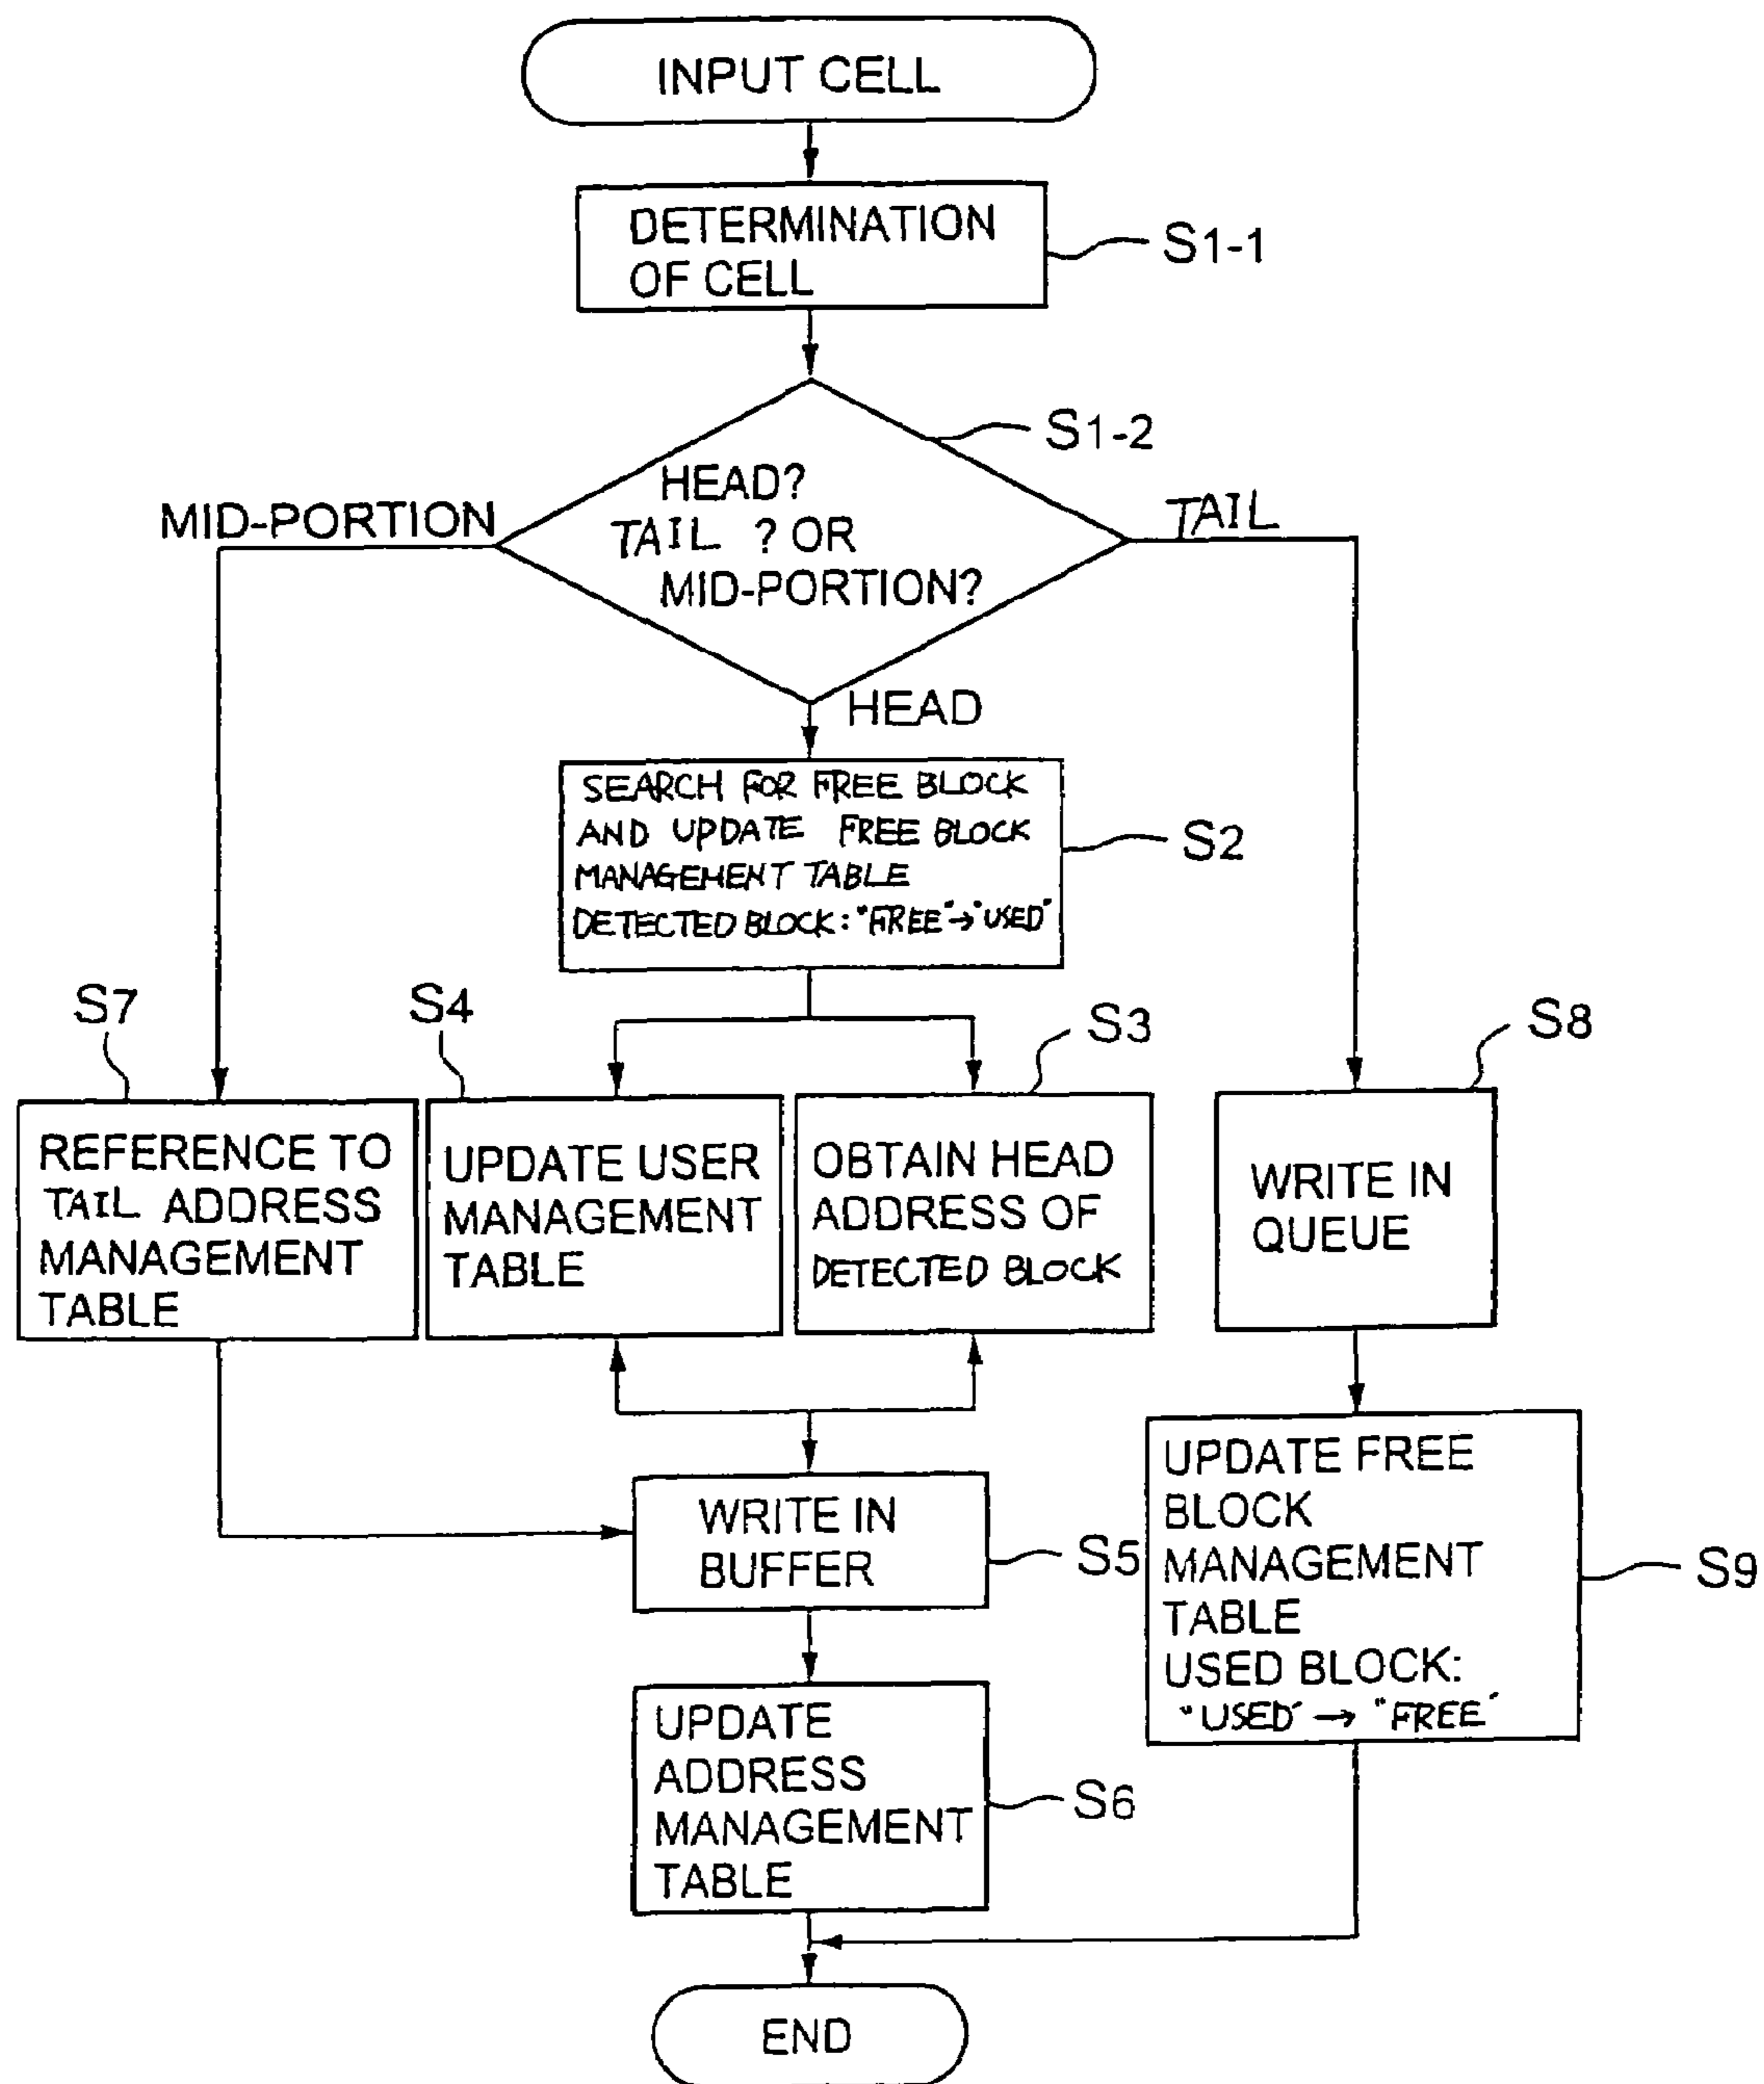 INPUT CELL
DETERMINATION
OF CELL
S1-1
S1-2
HEAD?
TAIL ? OR
MID-PORTION?
MID-PORTION
TAIL
HEAD
SEARCH FOR FREE BLOCK
AND UPDATE FREE BLOCK
MANAGEMENT TABLE
DETECTED BLOCK: "FREE"→"USED"
S2
S7
S4
S3
S8
REFERENCE TO
TAIL ADDRESS
MANAGEMENT
TABLE
UPDATE USER
MANAGEMENT
TABLE
OBTAIN HEAD
ADDRESS OF
DETECTED BLOCK
WRITE IN
QUEUE
WRITE IN
BUFFER
S5
UPDATE FREE
BLOCK
MANAGEMENT
TABLE
USED BLOCK:
"USED" → "FREE"
S9
UPDATE
ADDRESS
MANAGEMENT
TABLE
S6
END